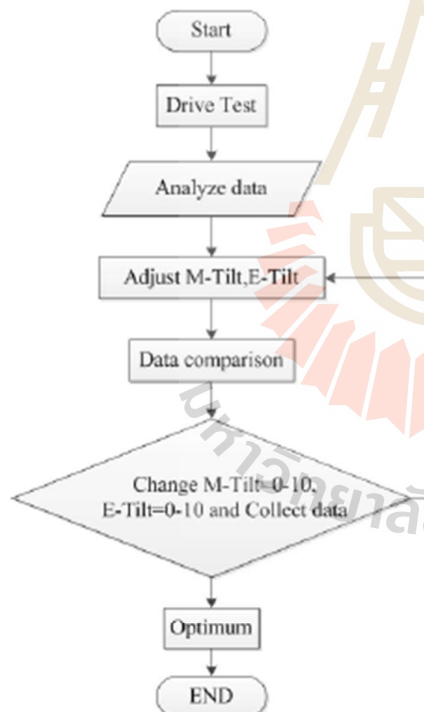 Start
Drive Test
Analyze data
Adjust M-Tilt,E-Tilt
Data comparison
Change M-Tilt=0-10,
E-Tilt=0-10 and Collect data
Optimum
END